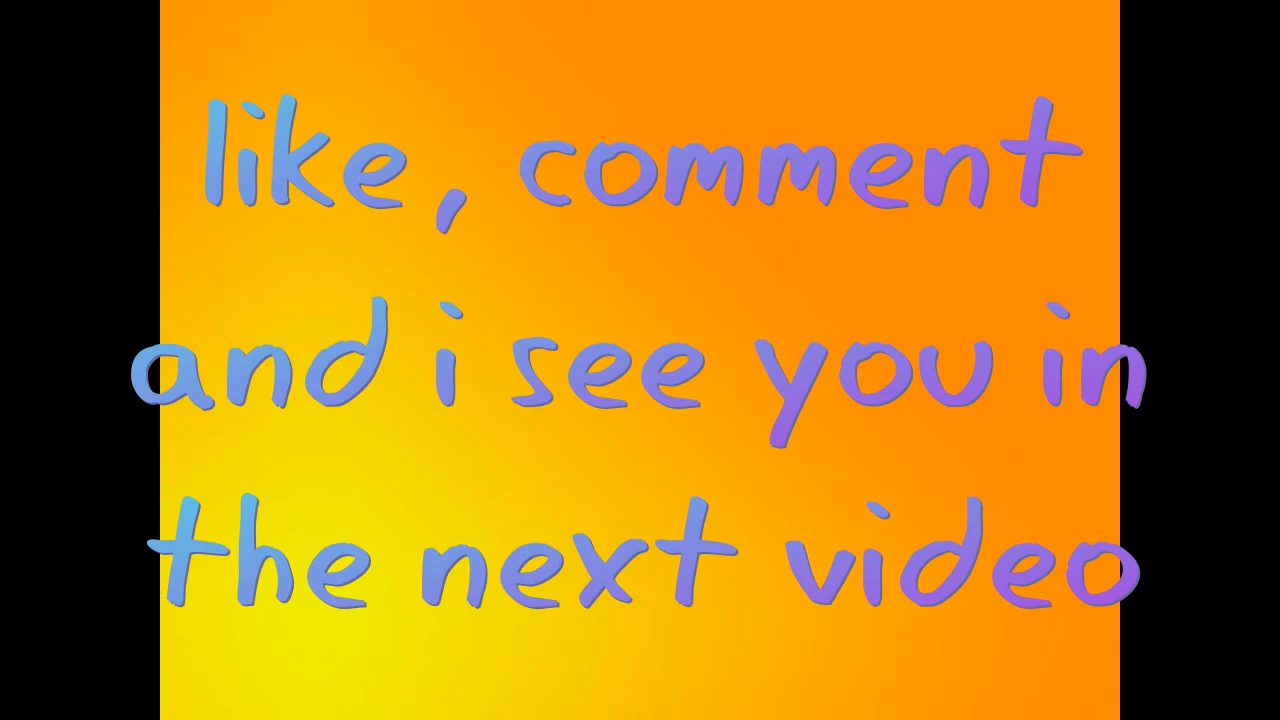 like, comment
and i see you in
the next video